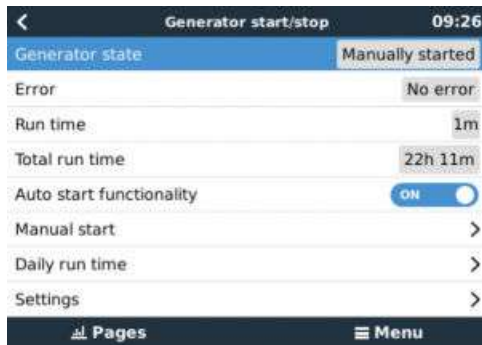 Generator start/stop 09:26
Generator state Manually started
Error No error
Run time 1m
Total run time 22h 11m
Auto start functionality ON
Manual start
Daily run time
Settings
Pages Menu